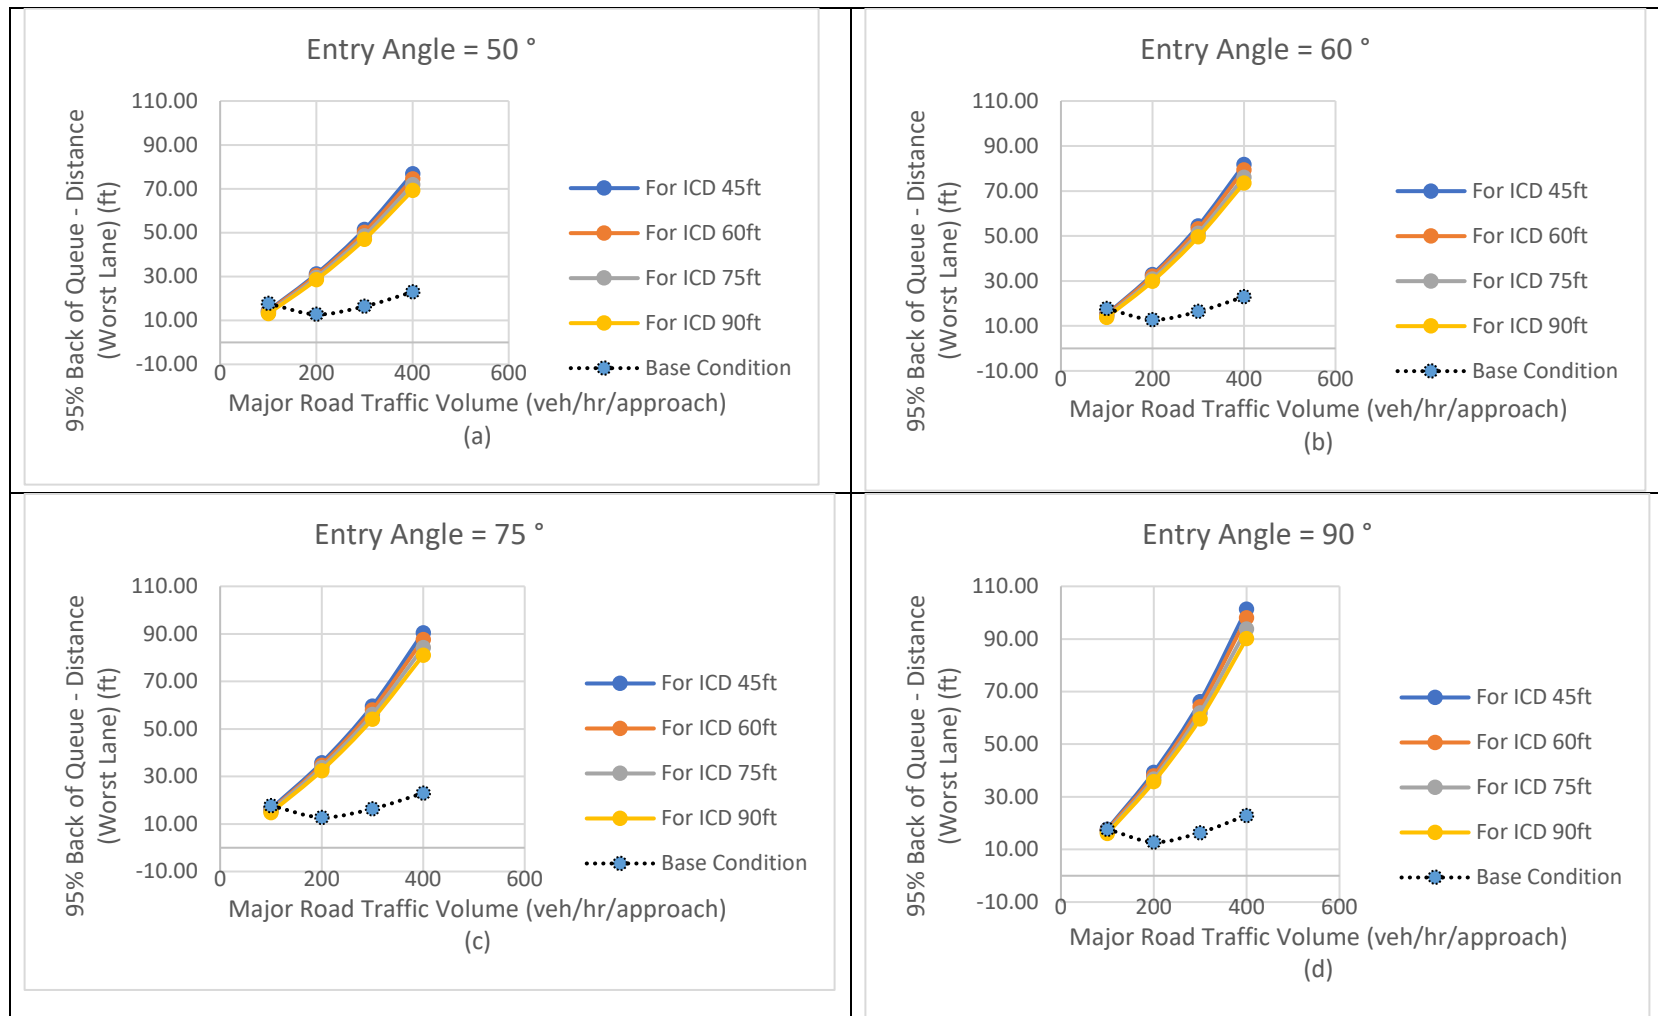 Entry Angle = 50 °
110.00
90.00
70.00
50.00
30.00
10.00
-10.00
0
200
400
600
95% Back of Queue - Distance
(Worst Lane) (ft)
Major Road Traffic Volume (veh/hr/approach)
(a)
For ICD 45ft
For ICD 60ft
For ICD 75ft
For ICD 90ft
Base Condition
Entry Angle = 60 °
110.00
90.00
70.00
50.00
30.00
10.00
-10.00
0
200
400
600
95% Back of Queue - Distance
(Worst Lane) (ft)
Major Road Traffic Volume (veh/hr/approach)
(b)
For ICD 45ft
For ICD 60ft
For ICD 75ft
For ICD 90ft
Base Condition
Entry Angle = 75 °
110.00
90.00
70.00
50.00
30.00
10.00
-10.00
0
200
400
600
95% Back of Queue - Distance
(Worst Lane) (ft)
Major Road Traffic Volume (veh/hr/approach)
(c)
For ICD 45ft
For ICD 60ft
For ICD 75ft
For ICD 90ft
Base Condition
Entry Angle = 90 °
110.00
90.00
70.00
50.00
30.00
10.00
-10.00
0
200
400
600
95% Back of Queue - Distance
(Worst Lane) (ft)
Major Road Traffic Volume (veh/hr/approach)
(d)
For ICD 45ft
For ICD 60ft
For ICD 75ft
For ICD 90ft
Base Condition